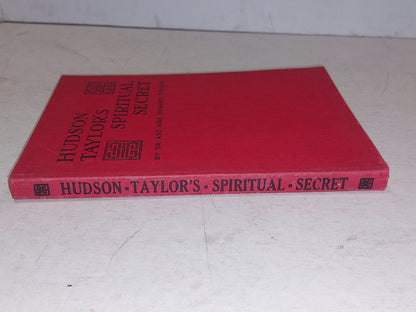 HUDSON
TAYLOR'S
SPIRITUAL
SECRET
BY DR. AND MRS. HOWARD TAYLOR
HUDSON · TAYLOR'S · SPIRITUAL · SECRET